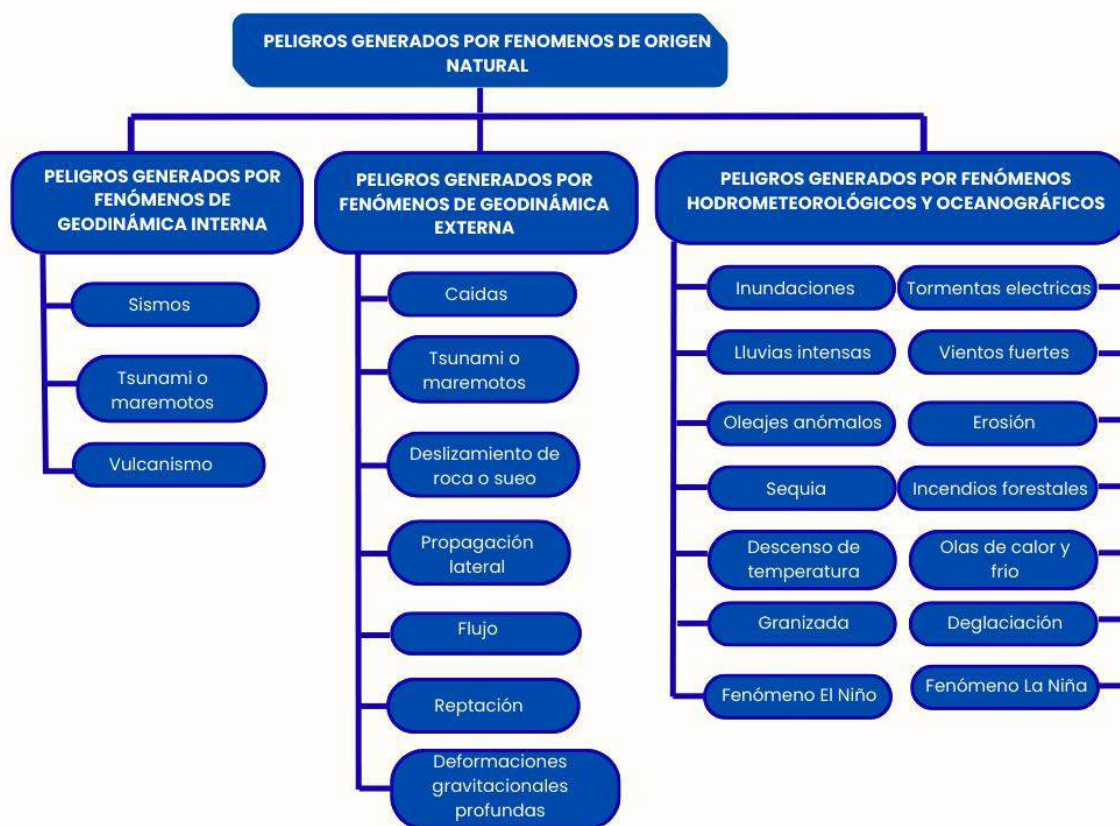 PELIGROS GENERADOS POR FENOMENOS DE ORIGEN
NATURAL
PELIGROS GENERADOS POR
FENÓMENOS DE
GEODINÁMICA INTERNA
Sismos
Tsunami o
maremotos
Vulcanismo
PELIGROS GENERADOS POR
FENÓMENOS DE GEODINÁMICA
EXTERNA
Caidas
Tsunami o
maremotos
Deslizamiento de
roca o sueo
Propagación
lateral
Flujo
Reptación
Deformaciones
gravitacionales
profundas
PELIGROS GENERADOS POR FENÓMENOS
HODROMETEOROLÓGICOS Y OCEANOGRÁFICOS
Inundaciones
Tormentas electricas
Lluvias intensas
Vientos fuertes
Oleajes anómalos
Erosión
Sequia
Incendios forestales
Descenso de
temperatura
Olas de calor y
frio
Granizada
Deglaciación
Fenómeno El Niño
Fenómeno La Niña